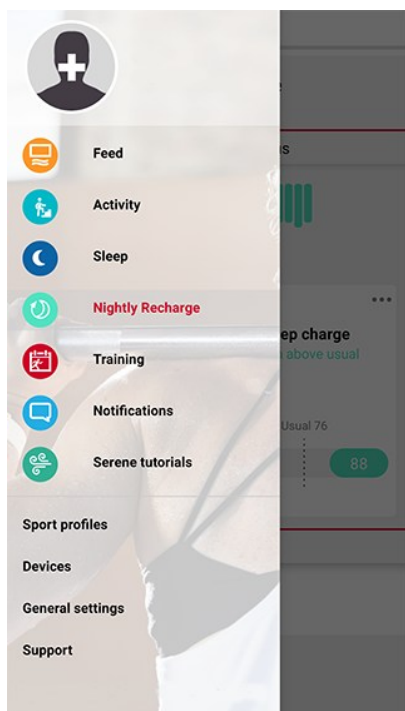 Feed
Activity
Sleep
Nightly Recharge
Training
Notifications
Serene tutorials
Sport profiles
Devices
General settings
Support
ep charge
above usual
Usual 76
88